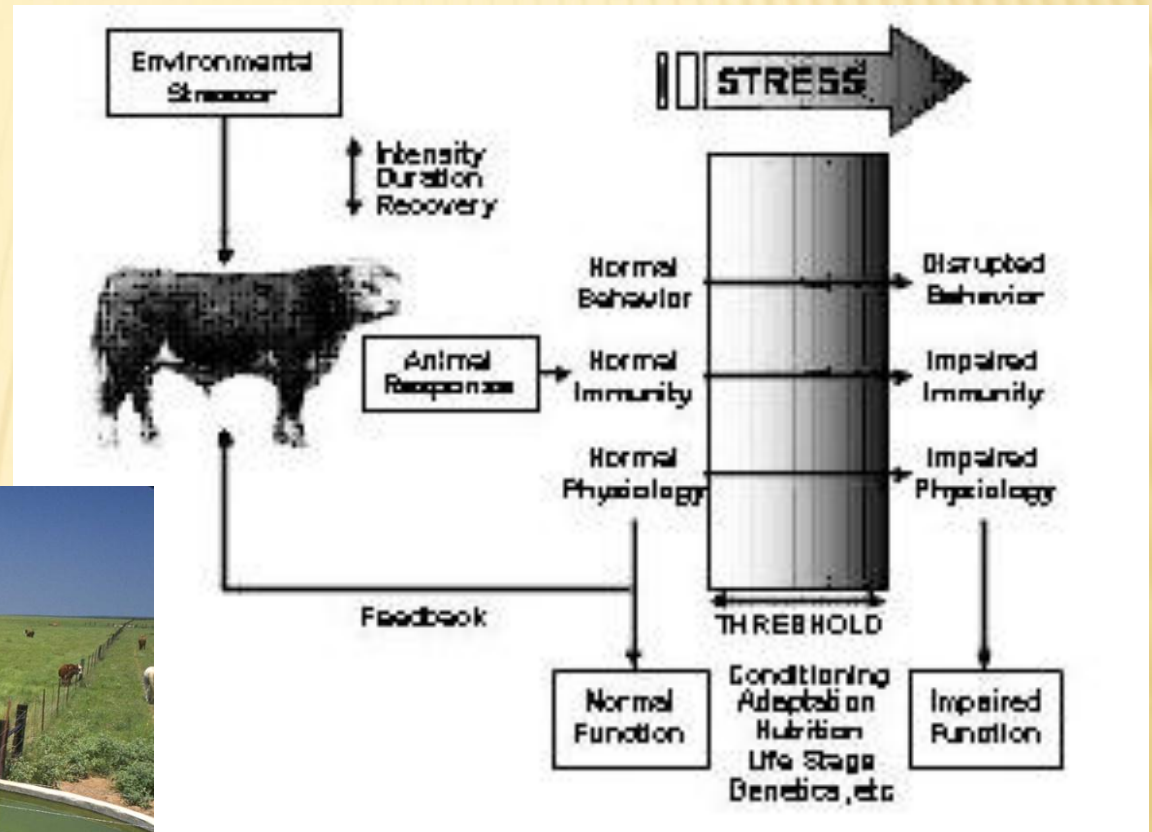 Environmental
Stressor
Intensity
Duration
Recovery
STRESS
Animal
Response
Normal
Behavior
Disrupted
Behavior
Normal
Immunity
Impaired
Immunity
Normal
Physiology
Impaired
Physiology
Feedback
THRESHOLD
Normal
Function
Conditioning
Adaptation
Nutrition
Life Stage
Genetics, etc
Impaired
Function